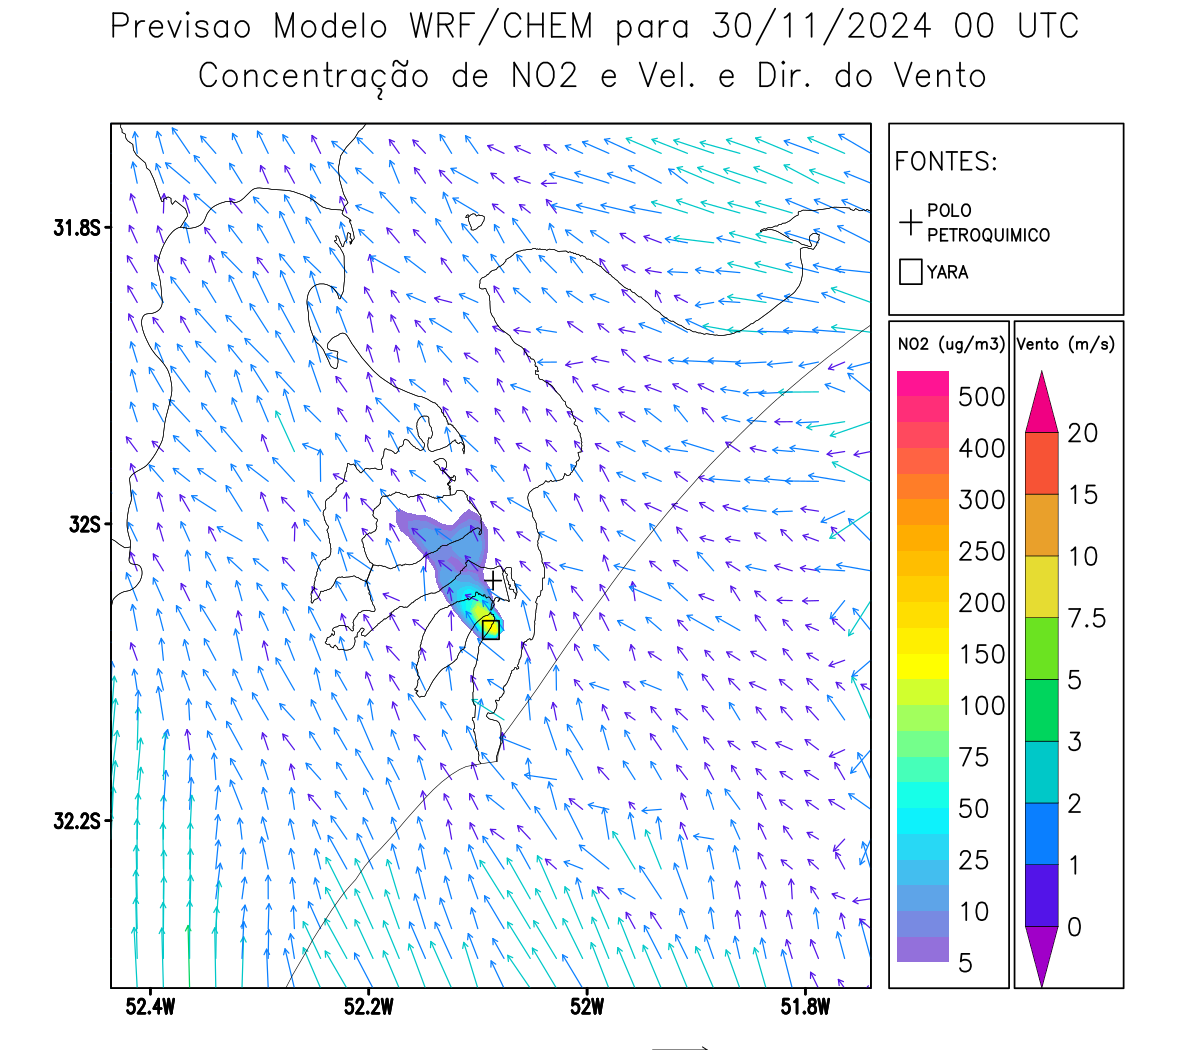 Previsao Modelo WRF/CHEM para 30/11/2024 00 UTC
Concentração de NO2 e Vel. e Dir. do Vento
FONTES:
POLO
PETROQUIMICO
YARA
31.8S
32S
32.2S
52.4W
52.2W
52W
51.8W
NO2 (ug/m3)
500
400
300
250
200
150
100
75
50
25
10
5
Vento (m/s)
20
15
10
7.5
5
3
2
1
0